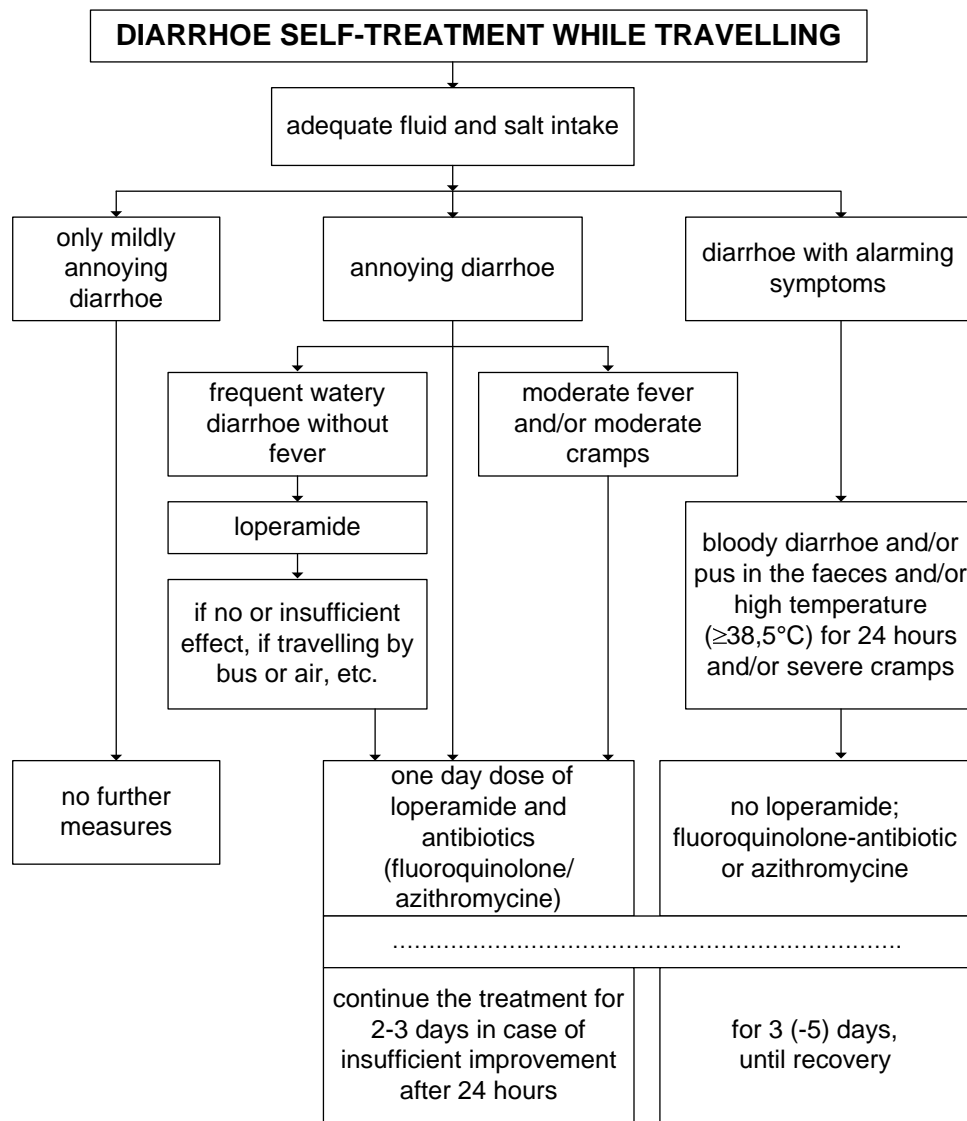 DIARRHOE SELF-TREATMENT WHILE TRAVELLING
adequate fluid and salt intake
only mildly
annoying
diarrhoe
annoying diarrhoe
diarrhoe with alarming
symptoms
frequent watery
diarrhoe without
fever
moderate fever
and/or moderate
cramps
loperamide
if no or insufficient
effect, if travelling by
bus or air, etc.
bloody diarrhoe and/or
pus in the faeces and/or
high temperature
(≥38,5°C) for 24 hours
and/or severe cramps
no further
measures
one day dose of
loperamide and
antibiotics
(fluoroquinolone/
azithromycine)
no loperamide;
fluoroquinolone-antibiotic
or azithromycine
……………………………………………………………….
continue the treatment for
2-3 days in case of
insufficient improvement
after 24 hours
for 3 (-5) days,
until recovery